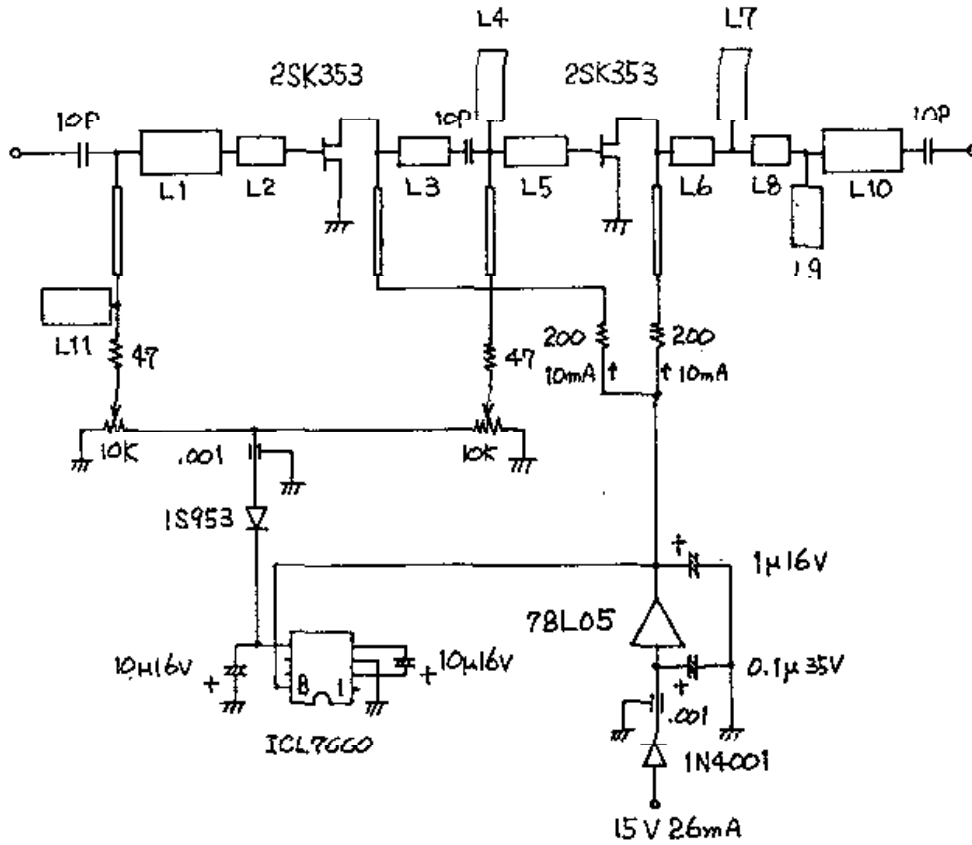 L4
L7
2SK353
2SK353
10P
10P
10P
L1
L2
L3
L5
L6
L8
L10
L9
L11
47
47
200
200
10mA
10mA
10K
10K
.001
1S953
1μ16V
78L05
10μ16V
8
1
10μ16V
0.1μ35V
.001
ICL7660
1N4001
15V 26mA